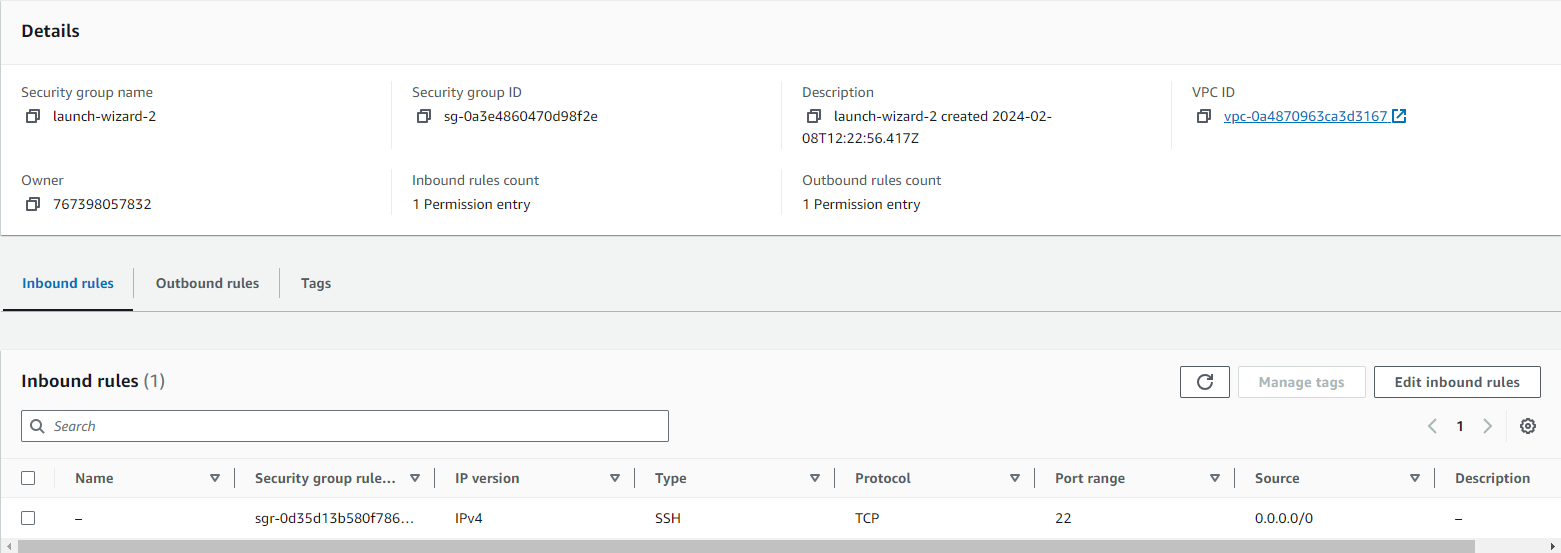 Details
Security group name
launch-wizard-2
Security group ID
sg-0a3e4860470d98f2e
Description
launch-wizard-2 created 2024-02-
08T12:22:56.417Z
VPC ID
vpc-0a4870963ca3d3167
Owner
767398057832
Inbound rules count
1 Permission entry
Outbound rules count
1 Permission entry
Inbound rules Outbound rules Tags
Inbound rules (1)
Manage tags
Edit inbound rules
Search
1
Name Security group rule... IP version Type Protocol Port range Source Description
– sgr-0d35d13b580f786... IPv4 SSH TCP 22 0.0.0.0/0 –